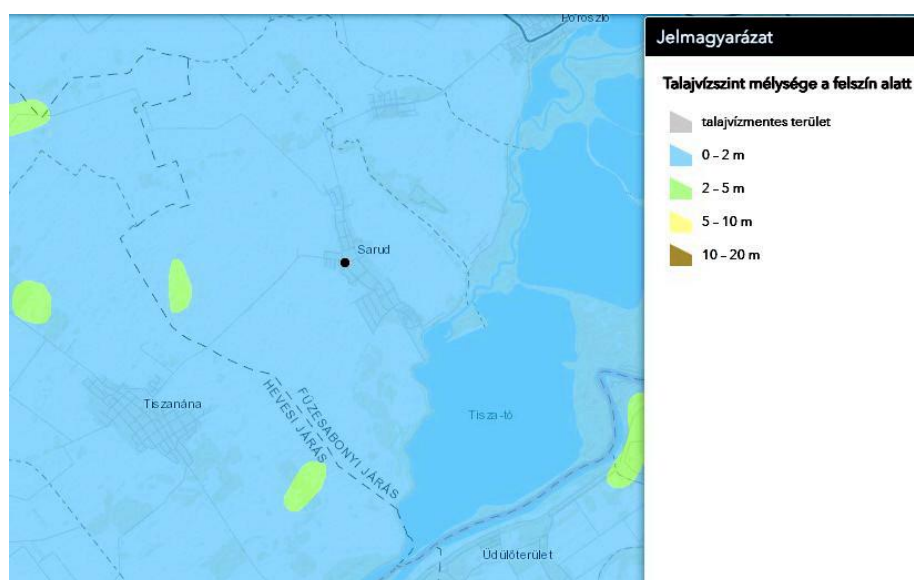 Poroszló
Jelmagyarázat
Talajvízszint mélysége a felszín alatt
talajvízmentes terület
0 – 2 m
2 – 5 m
5 – 10 m
10 – 20 m
Sarud
Tiszanána
FÜZESABONYI JÁRÁS
HEVESI JÁRÁS
Tisza-tó
Üdülőterület